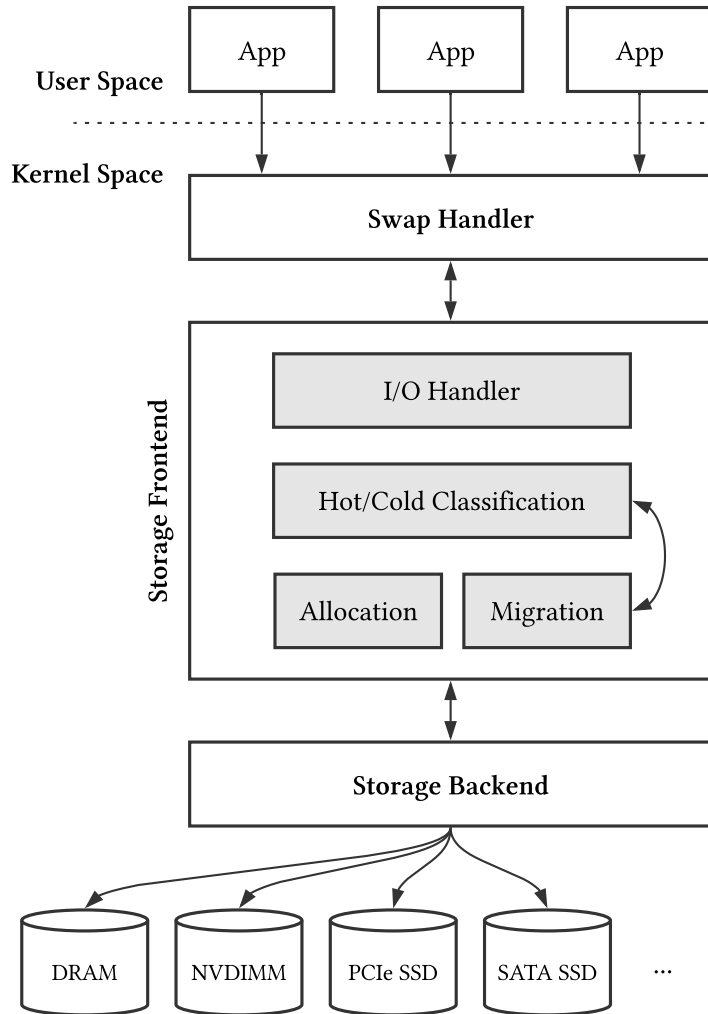 App
App
App
User Space
Kernel Space
Swap Handler
Storage Frontend
I/O Handler
Hot/Cold Classification
Allocation
Migration
Storage Backend
DRAM
NVDIMM
PCIe SSD
SATA SSD
...